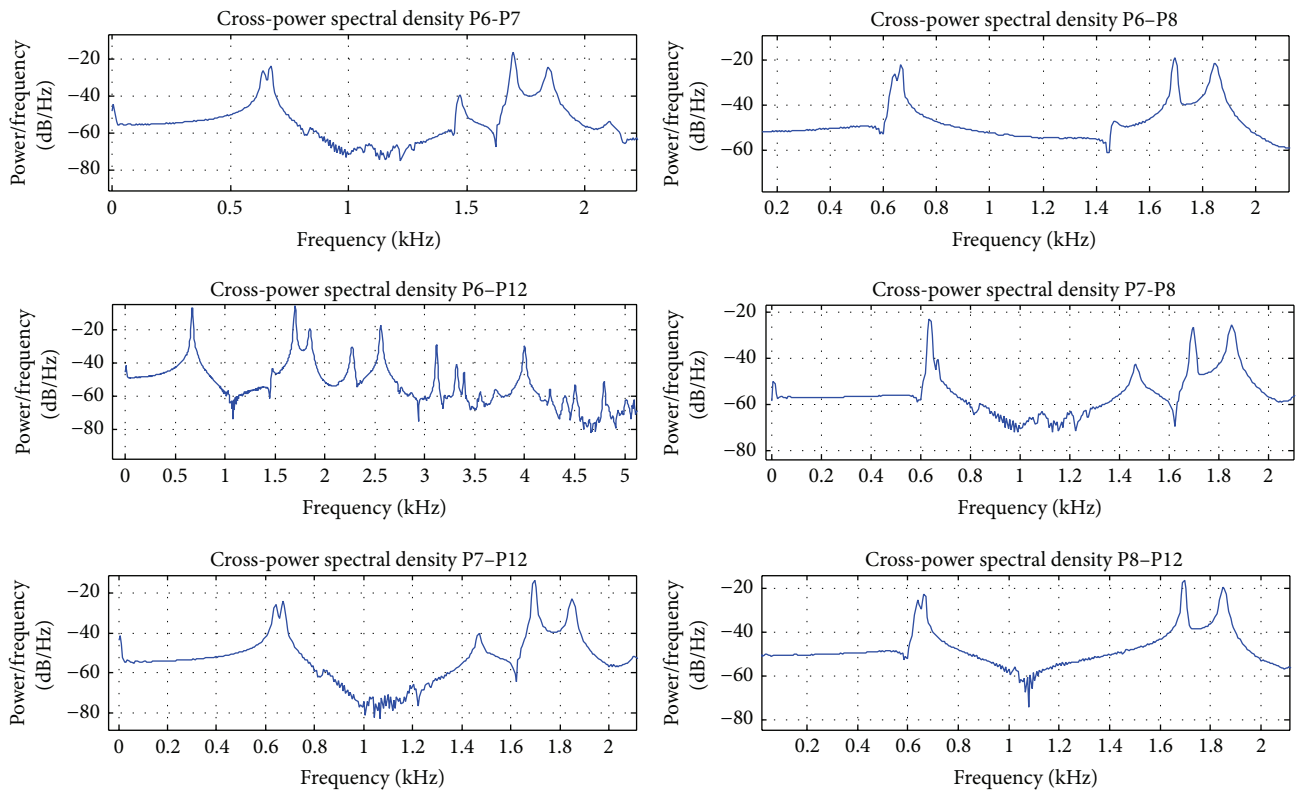 Cross-power spectral density P6-P7
Power/frequency
(dB/Hz)
−20
−40
−60
−80
0 0.5 1 1.5 2
Frequency (kHz)
Cross-power spectral density P6–P8
Power/frequency
(dB/Hz)
−20
−40
−60
0.2 0.4 0.6 0.8 1 1.2 1.4 1.6 1.8 2
Frequency (kHz)
Cross-power spectral density P6–P12
Power/frequency
(dB/Hz)
−20
−40
−60
−80
0 0.5 1 1.5 2 2.5 3 3.5 4 4.5 5
Frequency (kHz)
Cross-power spectral density P7-P8
Power/frequency
(dB/Hz)
−20
−40
−60
−80
0 0.2 0.4 0.6 0.8 1 1.2 1.4 1.6 1.8 2
Frequency (kHz)
Cross-power spectral density P7–P12
Power/frequency
(dB/Hz)
−20
−40
−60
−80
0 0.2 0.4 0.6 0.8 1 1.2 1.4 1.6 1.8 2
Frequency (kHz)
Cross-power spectral density P8–P12
Power/frequency
(dB/Hz)
−20
−40
−60
−80
0.2 0.4 0.6 0.8 1 1.2 1.4 1.6 1.8 2
Frequency (kHz)